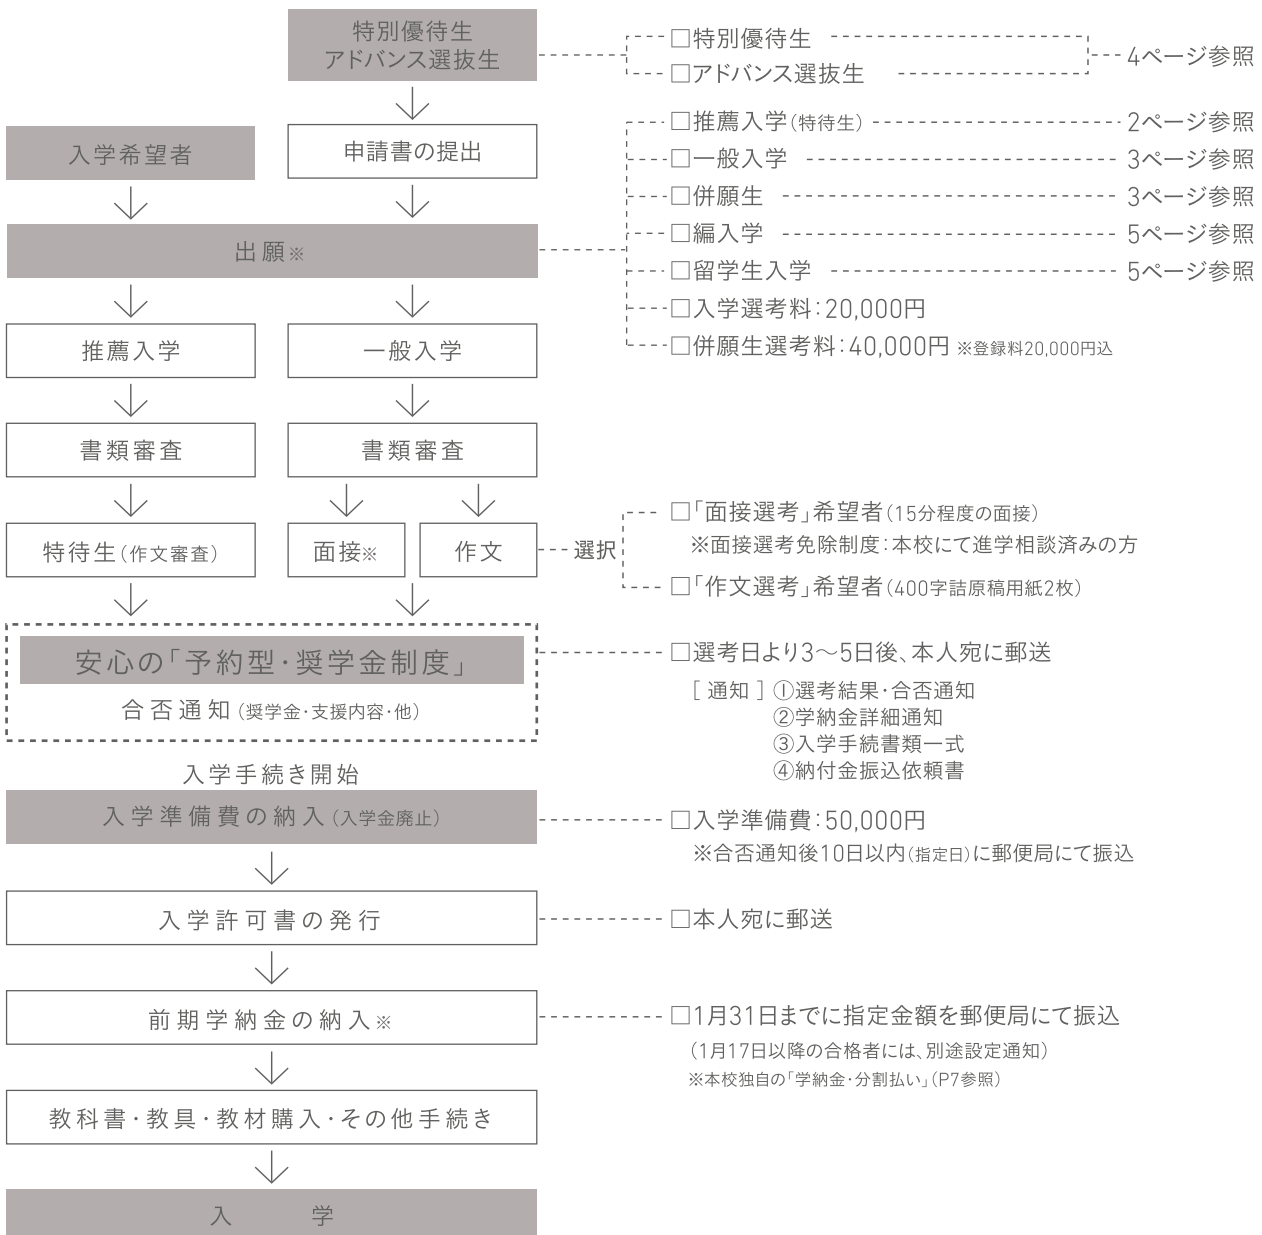 特別優待生
アドバンス選抜生
□特別優待生
□アドバンス選抜生
4ページ参照
入学希望者
申請書の提出
出願※
□推薦入学(特待生)
2ページ参照
□一般入学
3ページ参照
□併願生
3ページ参照
□編入学
5ページ参照
□留学生入学
5ページ参照
□入学選考料:20,000円
□併願生選考料:40,000円 ※登録料20,000円込
推薦入学
一般入学
書類審査
書類審査
特待生(作文審査)
面接※
作文
選択
□「面接選考」希望者(15分程度の面接)
※面接選考免除制度:本校にて進学相談済みの方
□「作文選考」希望者(400字詰原稿用紙2枚)
安心の「予約型・奨学金制度」
合否通知(奨学金・支援内容・他)
□選考日より3〜5日後、本人宛に郵送
[ 通知 ] ①選考結果・合否通知
②学納金詳細通知
③入学手続書類一式
④納付金振込依頼書
入学手続き開始
入学準備費の納入(入学金廃止)
□入学準備費:50,000円
※合否通知後10日以内(指定日)に郵便局にて振込
入学許可書の発行
□本人宛に郵送
前期学納金の納入※
□1月31日までに指定金額を郵便局にて振込
(1月17日以降の合格者には、別途設定通知)
※本校独自の「学納金・分割払い」(P7参照)
教科書・教具・教材購入・その他手続き
入 学